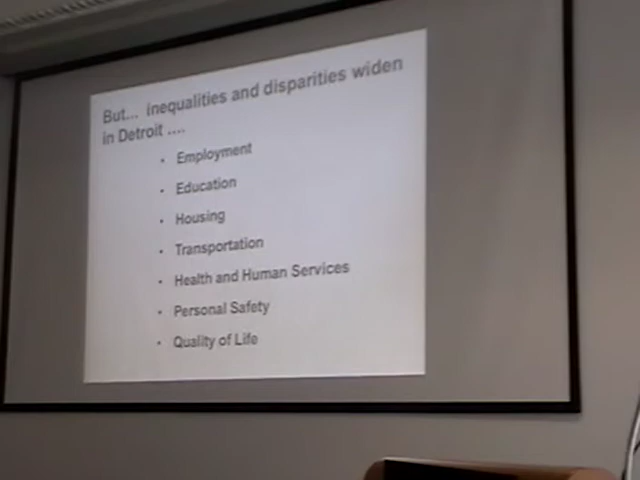 But... inequalities and disparities widen
in Detroit ....
• Employment
• Education
• Housing
• Transportation
• Health and Human Services
• Personal Safety
• Quality of Life